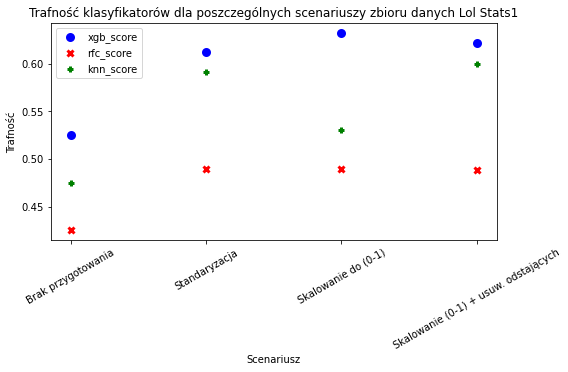 Trafność klasyfikatorów dla poszczególnych scenariuszy zbioru danych Lol Stats1
xgb_score
rfc_score
knn_score
Trafność
0.60
0.55
0.50
0.45
Brak przygotowania
Standaryzacja
Skalowanie do (0-1)
Skalowanie (0-1) + usuw. odstających
Scenariusz